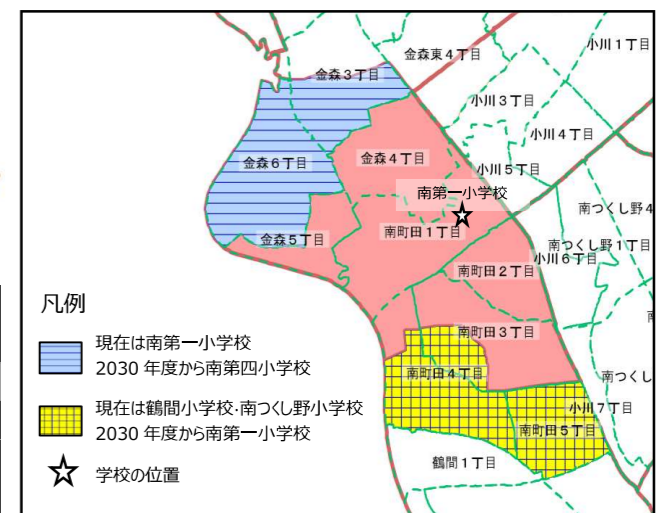 小川1丁目
金森東4丁目
金森3丁目
小川3丁目
小川4丁目
金森4丁目
金森6丁目
小川5丁目
南第一小学校
南つくし野4
南町田1丁目
金森5丁目
南つくし野1丁目
小川6丁目
南町田2丁目
凡例
南町田3丁目
現在は南第一小学校
2030年度から南第四小学校
南町田4丁目
南つくし
現在は鶴間小学校・南つくし野小学校
2030年度から南第一小学校
小川7丁目
南町田5丁目
鶴間1丁目
学校の位置